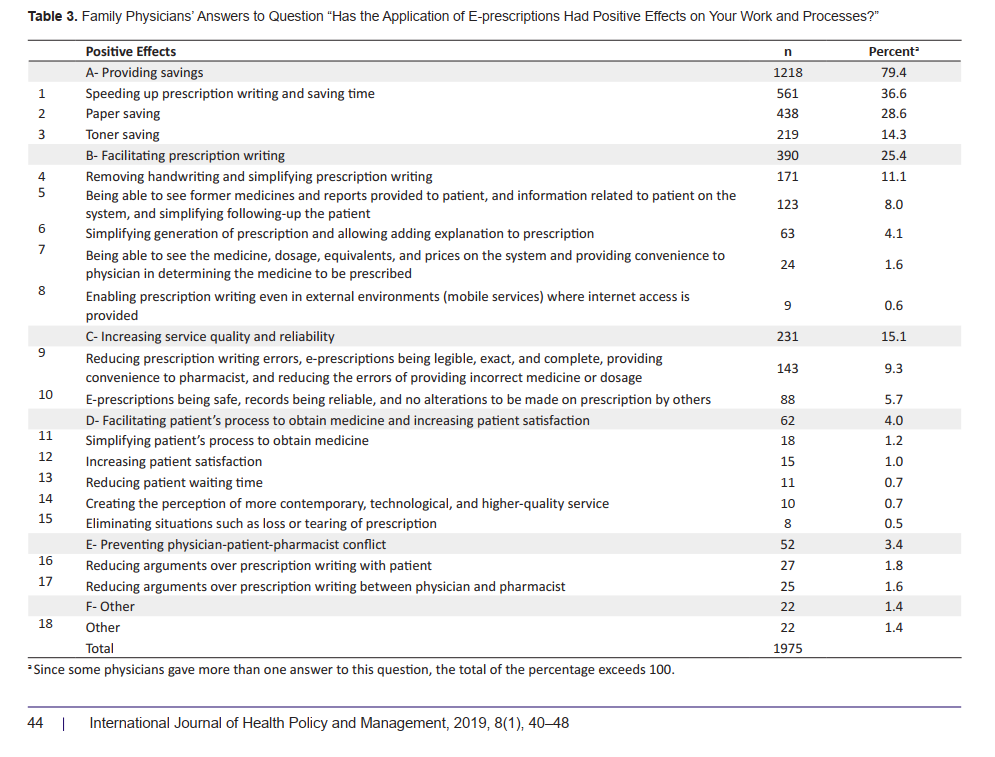 Table 3. Family Physicians’ Answers to Question “Has the Application of E-prescriptions Had Positive Effects on Your Work and Processes?”
Positive Effects n Percentª
A- Providing savings 1218 79.4
1 Speeding up prescription writing and saving time 561 36.6
2 Paper saving 438 28.6
3 Toner saving 219 14.3
B- Facilitating prescription writing 390 25.4
4 Removing handwriting and simplifying prescription writing 171 11.1
5 Being able to see former medicines and reports provided to patient, and information related to patient on the
system, and simplifying following-up the patient 123 8.0
6 Simplifying generation of prescription and allowing adding explanation to prescription 63 4.1
7 Being able to see the medicine, dosage, equivalents, and prices on the system and providing convenience to
physician in determining the medicine to be prescribed 24 1.6
8 Enabling prescription writing even in external environments (mobile services) where internet access is
provided 9 0.6
C- Increasing service quality and reliability 231 15.1
9 Reducing prescription writing errors, e-prescriptions being legible, exact, and complete, providing
convenience to pharmacist, and reducing the errors of providing incorrect medicine or dosage 143 9.3
10 E-prescriptions being safe, records being reliable, and no alterations to be made on prescription by others 88 5.7
D- Facilitating patient’s process to obtain medicine and increasing patient satisfaction 62 4.0
11 Simplifying patient’s process to obtain medicine 18 1.2
12 Increasing patient satisfaction 15 1.0
13 Reducing patient waiting time 11 0.7
14 Creating the perception of more contemporary, technological, and higher-quality service 10 0.7
15 Eliminating situations such as loss or tearing of prescription 8 0.5
E- Preventing physician-patient-pharmacist conflict 52 3.4
16 Reducing arguments over prescription writing with patient 27 1.8
17 Reducing arguments over prescription writing between physician and pharmacist 25 1.6
F- Other 22 1.4
18 Other 22 1.4
Total 1975
ª Since some physicians gave more than one answer to this question, the total of the percentage exceeds 100.
44 | International Journal of Health Policy and Management, 2019, 8(1), 40–48